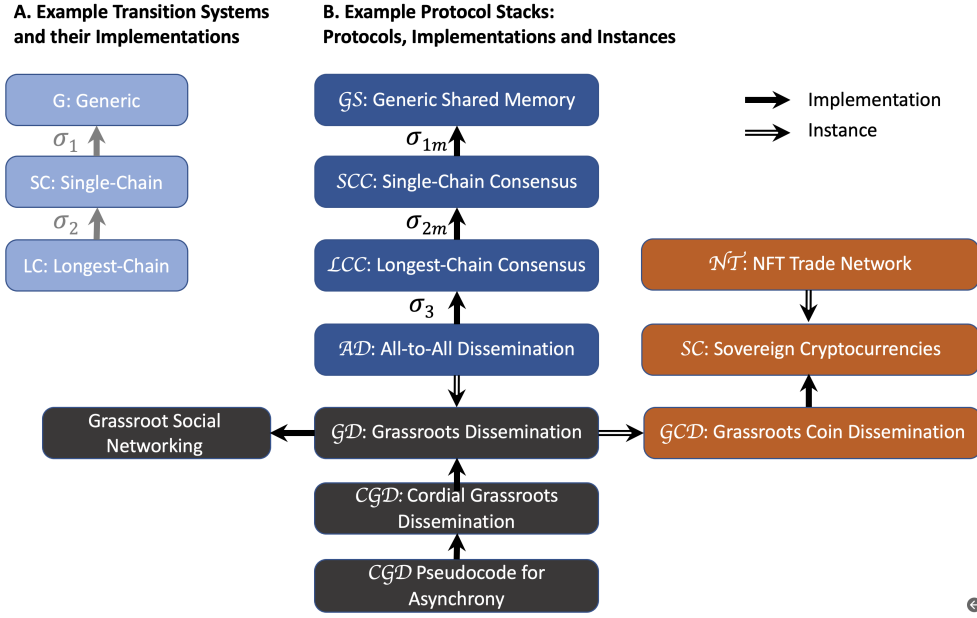 A. Example Transition Systems
and their Implementations
B. Example Protocol Stacks:
Protocols, Implementations and Instances
G: Generic
σ1
SC: Single-Chain
σ2
LC: Longest-Chain
𝒢𝒮: Generic Shared Memory
σ1m
𝒮𝒞𝒞: Single-Chain Consensus
σ2m
ℒ𝒞𝒞: Longest-Chain Consensus
σ3
𝒜𝒟: All-to-All Dissemination
Implementation
Instance
𝒩𝒯: NFT Trade Network
𝒮𝒞: Sovereign Cryptocurrencies
Grassroot Social
Networking
𝒢𝒟: Grassroots Dissemination
𝒢𝒞𝒟: Grassroots Coin Dissemination
𝒞𝒢𝒟: Cordial Grassroots
Dissemination
𝒞𝒢𝒟 Pseudocode for
Asynchrony